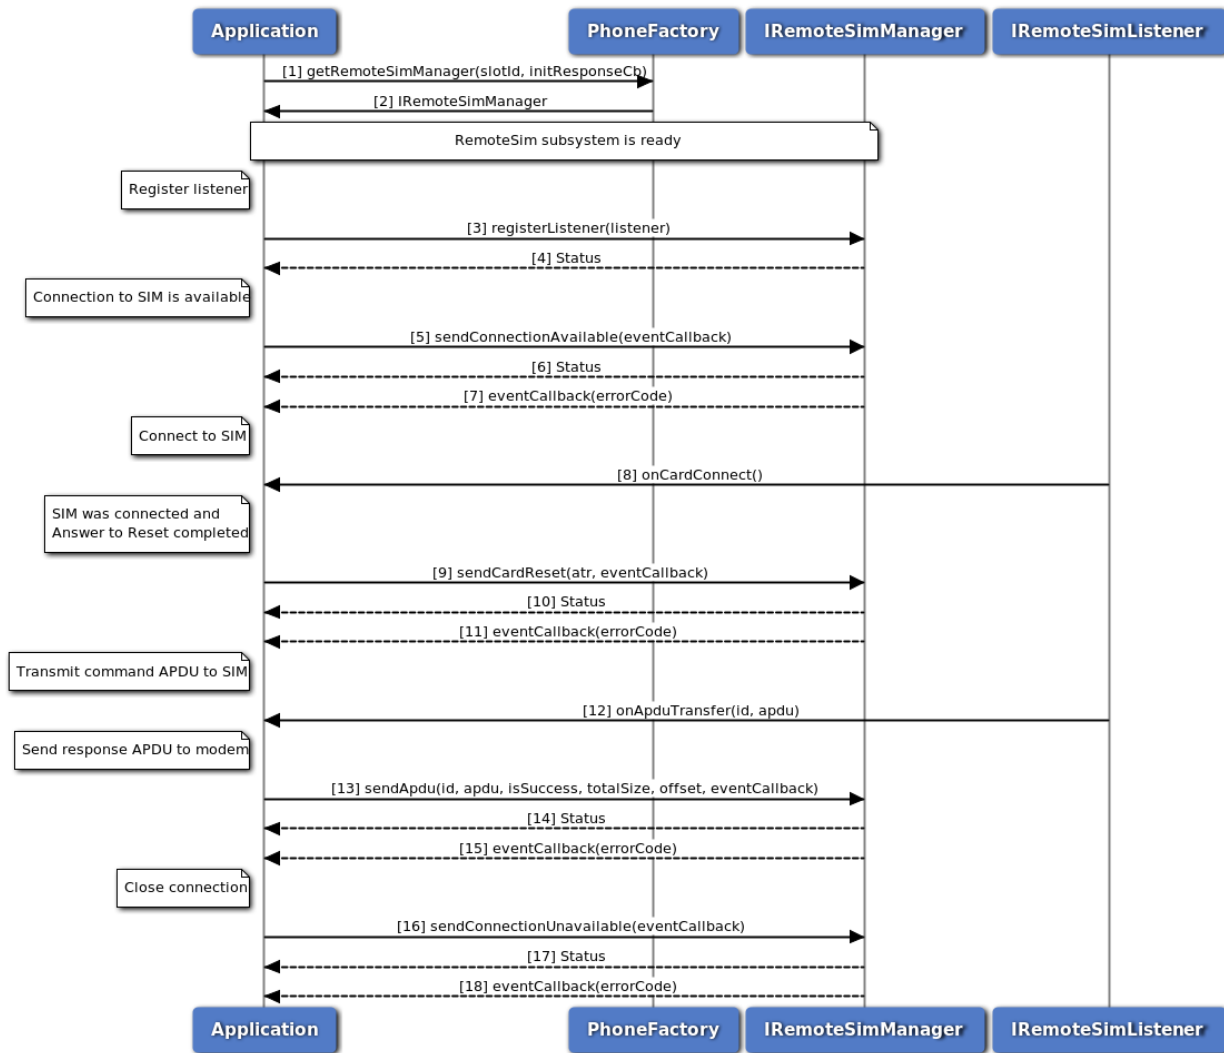 Application
PhoneFactory
IRemoteSimManager
IRemoteSimListener
[1] getRemoteSimManager(slotId, initResponseCb)
[2] IRemoteSimManager
RemoteSim subsystem is ready
Register listener
[3] registerListener(listener)
[4] Status
Connection to SIM is available
[5] sendConnectionAvailable(eventCallback)
[6] Status
[7] eventCallback(errorCode)
Connect to SIM
[8] onCardConnect()
SIM was connected and
Answer to Reset completed
[9] sendCardReset(atr, eventCallback)
[10] Status
[11] eventCallback(errorCode)
Transmit command APDU to SIM
[12] onApduTransfer(id, apdu)
Send response APDU to modem
[13] sendApdu(id, apdu, isSuccess, totalSize, offset, eventCallback)
[14] Status
[15] eventCallback(errorCode)
Close connection
[16] sendConnectionUnavailable(eventCallback)
[17] Status
[18] eventCallback(errorCode)
Application
PhoneFactory
IRemoteSimManager
IRemoteSimListener